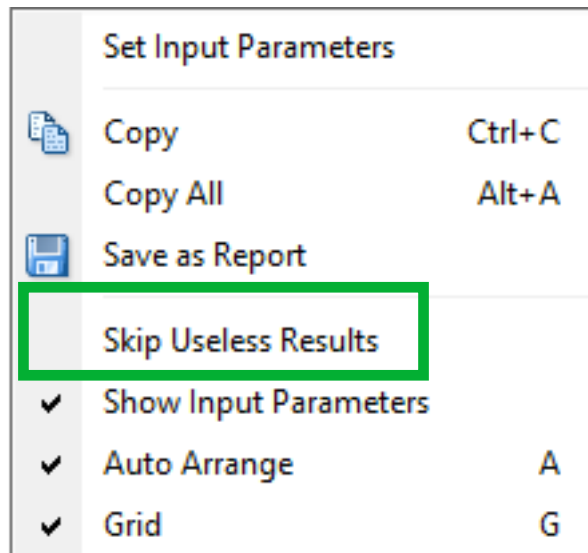 Set Input Parameters
Copy Ctrl+C
Copy All Alt+A
Save as Report
Skip Useless Results
Show Input Parameters
Auto Arrange A
Grid G